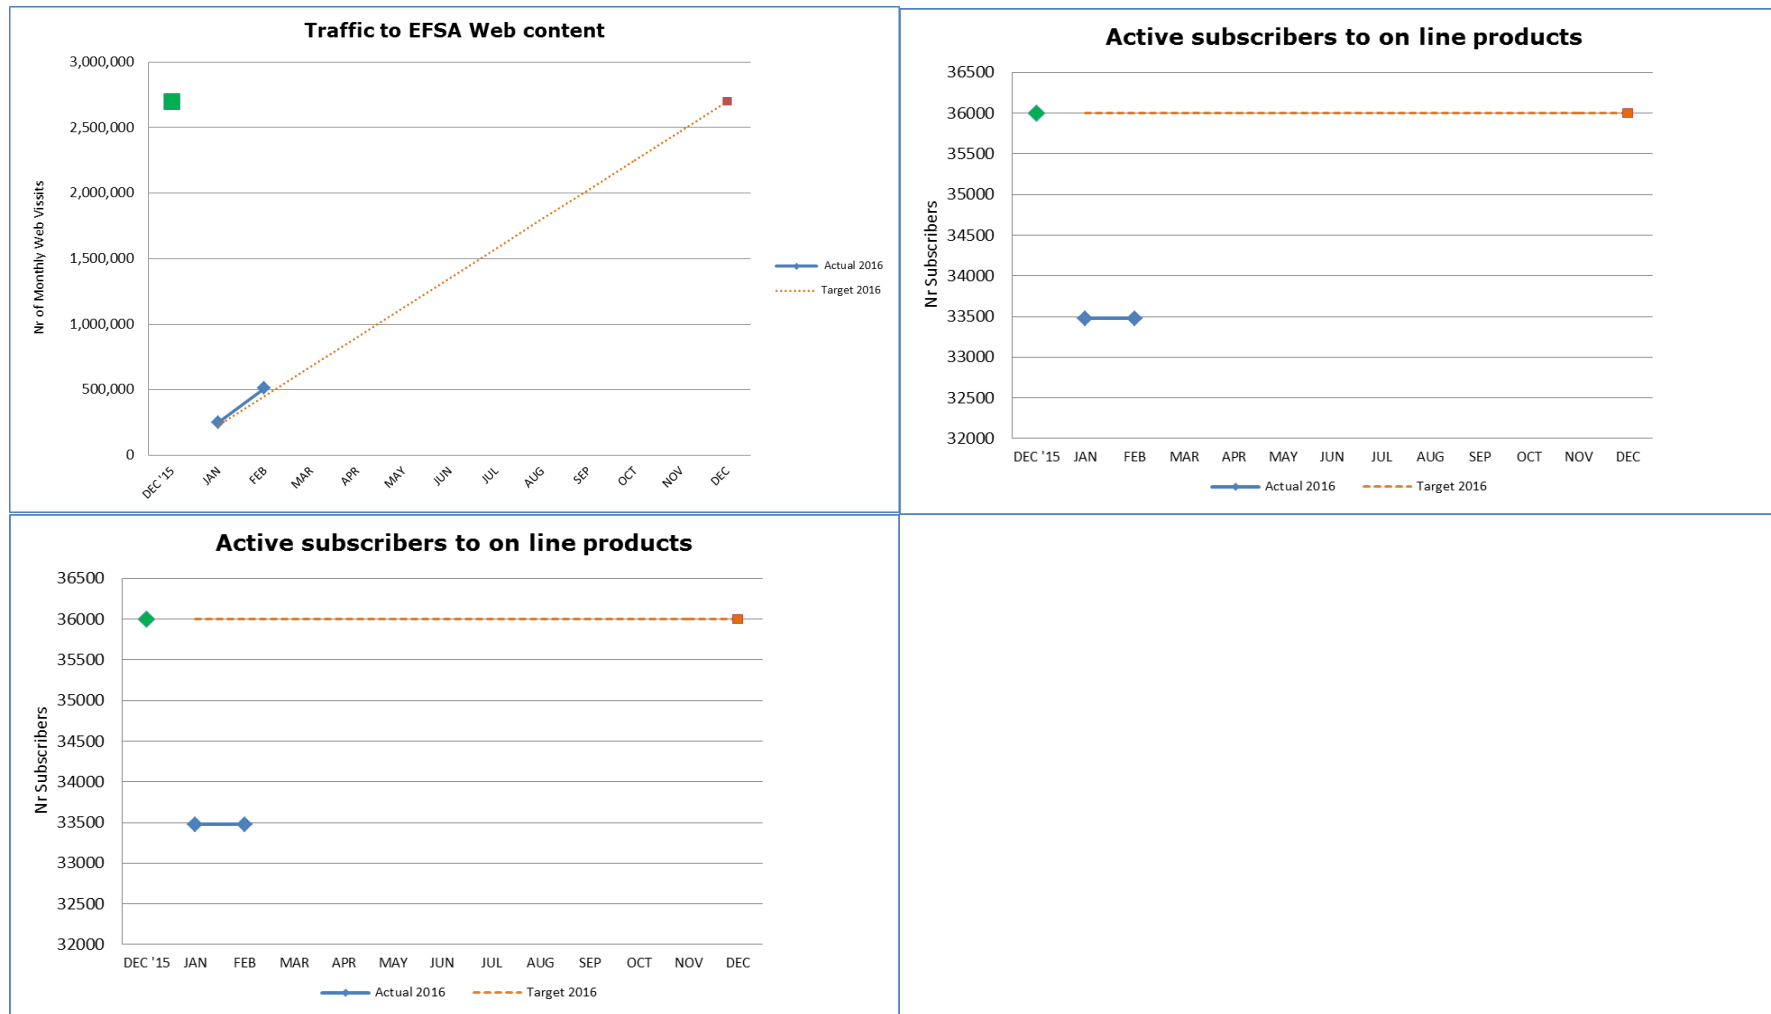 Traffic to EFSA Web content
3,000,000
2,500,000
2,000,000
1,500,000
1,000,000
500,000
0
Nr of Monthly Web Vissits
DEC '15 JAN FEB MAR APR MAY JUN JUL AUG SEP OCT NOV DEC
Actual 2016
Target 2016
Active subscribers to on line products
36500
36000
35500
35000
34500
34000
33500
33000
32500
32000
Nr Subscribers
DEC '15 JAN FEB MAR APR MAY JUN JUL AUG SEP OCT NOV DEC
Actual 2016 Target 2016
Active subscribers to on line products
36500
36000
35500
35000
34500
34000
33500
33000
32500
32000
Nr Subscribers
DEC '15 JAN FEB MAR APR MAY JUN JUL AUG SEP OCT NOV DEC
Actual 2016 Target 2016